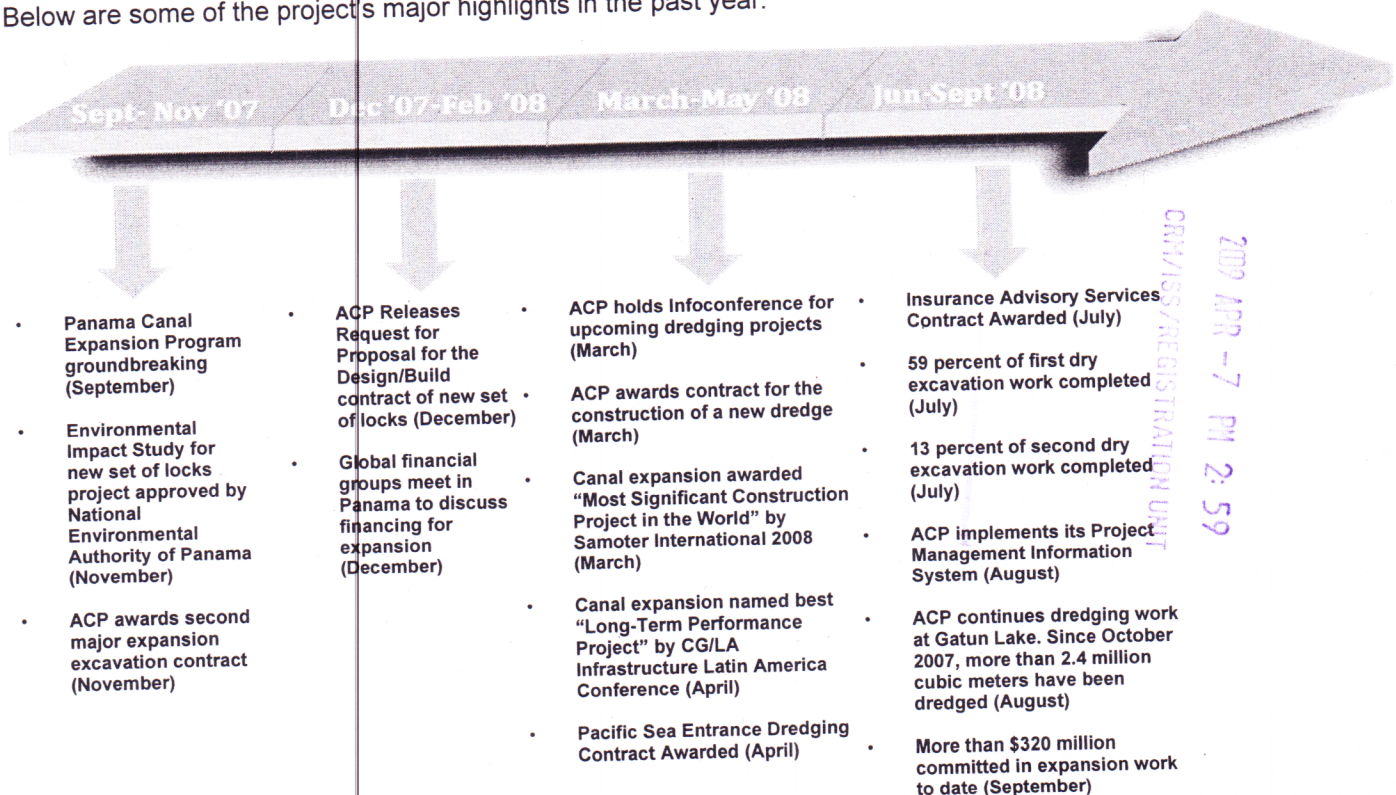 Below are some of the project's major highlights in the past year.
Sept- Nov '07
Dec '07-Feb '08
March-May '08
Jun-Sept '08
• Panama Canal
Expansion Program
groundbreaking
(September)
• Environmental
Impact Study for
new set of locks
project approved by
National
Environmental
Authority of Panama
(November)
• ACP awards second
major expansion
excavation contract
(November)
• ACP Releases
Request for
Proposal for the
Design/Build
contract of new set
of locks (December)
• Global financial
groups meet in
Panama to discuss
financing for
expansion
(December)
• ACP holds Infoconference for
upcoming dredging projects
(March)
• ACP awards contract for the
construction of a new dredge
(March)
• Canal expansion awarded
“Most Significant Construction
Project in the World” by
Samoter International 2008
(March)
• Canal expansion named best
“Long-Term Performance
Project” by CG/LA
Infrastructure Latin America
Conference (April)
• Pacific Sea Entrance Dredging
Contract Awarded (April)
• Insurance Advisory Services
Contract Awarded (July)
• 59 percent of first dry
excavation work completed
(July)
• 13 percent of second dry
excavation work completed
(July)
• ACP implements its Project
Management Information
System (August)
• ACP continues dredging work
at Gatun Lake. Since October
2007, more than 2.4 million
cubic meters have been
dredged (August)
• More than $320 million
committed in expansion work
to date (September)
2009 APR -7 PM 2: 59
CRM/ISS/REGISTRATION UNIT